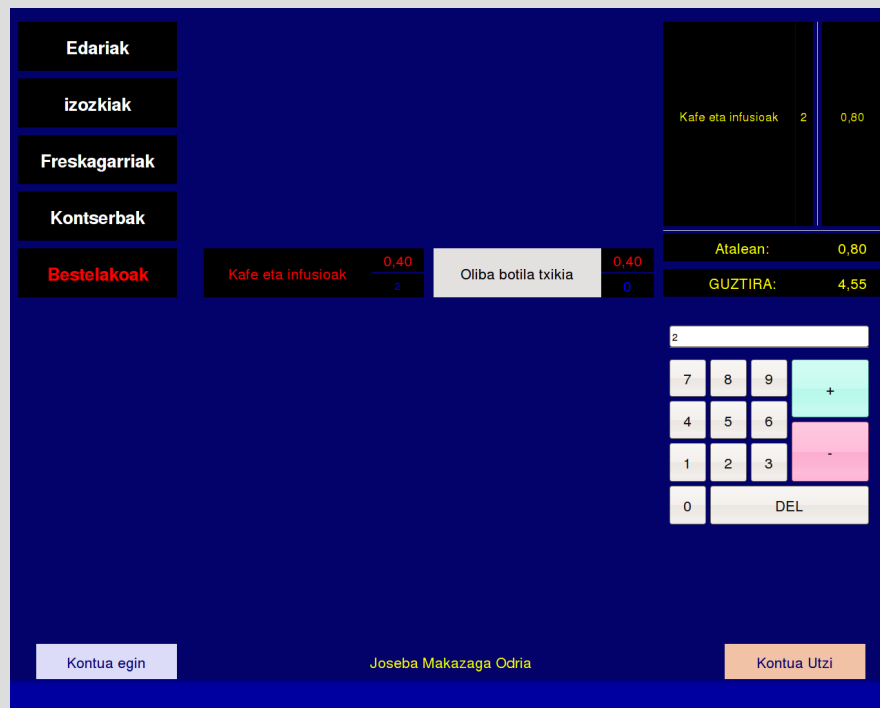 Edariak
izozkiak
Freskagarriak
Kontserbak
Bestelakoak
Kafe eta infusioak 0,40 2
Oliba botila txikia 0,40 0
Kafe eta infusioak 2 0,80
Atalean: 0,80
GUZTIRA: 4,55
2
7 8 9 +
4 5 6 -
1 2 3
0 DEL
Kontua egin
Joseba Makazaga Odria
Kontua Utzi